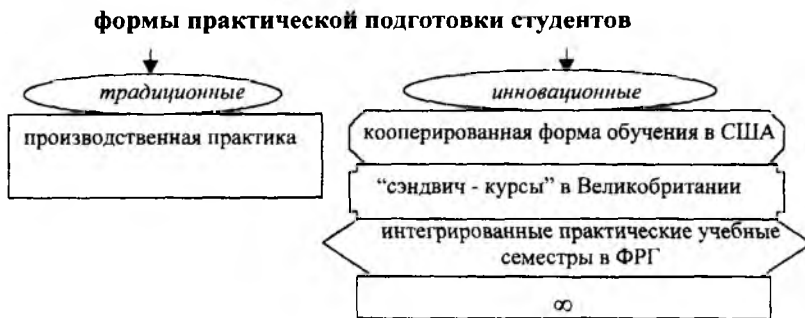 формы практической подготовки студентов
традиционные
производственная практика
инновационные
кооперированная форма обучения в США
“сэндвич - курсы” в Великобритании
интегрированные практические учебные
семестры в ФРГ
∞